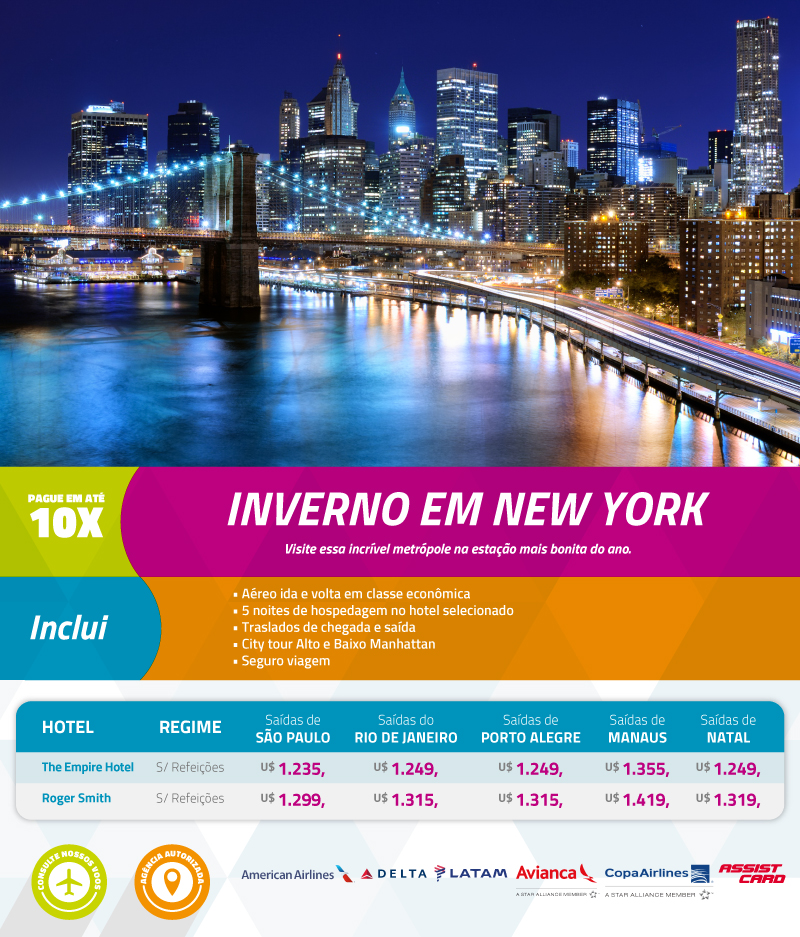 PAGUE EM ATÉ
10X
INVERNO EM NEW YORK
Visite essa incrível metrópole na estação mais bonita do ano.
Inclui
• Aéreo ida e volta em classe econômica
• 5 noites de hospedagem no hotel selecionado
• Traslados de chegada e saída
• City tour Alto e Baixo Manhattan
• Seguro viagem
HOTEL REGIME Saídas de SÃO PAULO Saídas do RIO DE JANEIRO Saídas de PORTO ALEGRE Saídas de MANAUS Saídas de NATAL
The Empire Hotel S/ Refeições U$ 1.235, U$ 1.249, U$ 1.249, U$ 1.355, U$ 1.249,
Roger Smith S/ Refeições U$ 1.299, U$ 1.315, U$ 1.315, U$ 1.419, U$ 1.319,
CONSULTE NOSSOS VOOS
AGÊNCIA AUTORIZADA
American Airlines DELTA LATAM Avianca CopaAirlines ASSIST CARD
A STAR ALLIANCE MEMBER A STAR ALLIANCE MEMBER